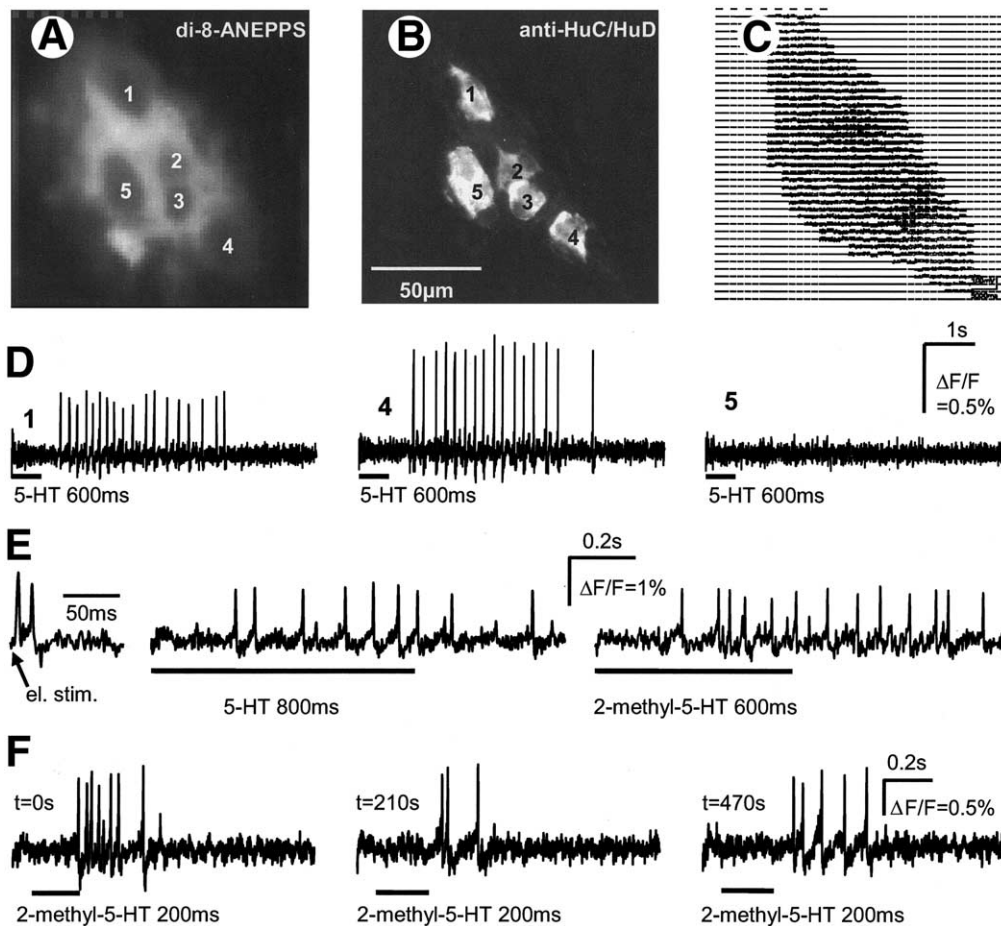 A
di-8-ANEPPS
1
2
3
4
5
B
anti-HuC/HuD
1
2
3
4
5
50µm
C
D
1
5-HT 600ms
4
5-HT 600ms
5
5-HT 600ms
1s
ΔF/F
=0.5%
E
50ms
el. stim.
5-HT 800ms
0.2s
ΔF/F=1%
2-methyl-5-HT 600ms
F
t=0s
2-methyl-5-HT 200ms
t=210s
2-methyl-5-HT 200ms
t=470s
2-methyl-5-HT 200ms
0.2s
ΔF/F=0.5%